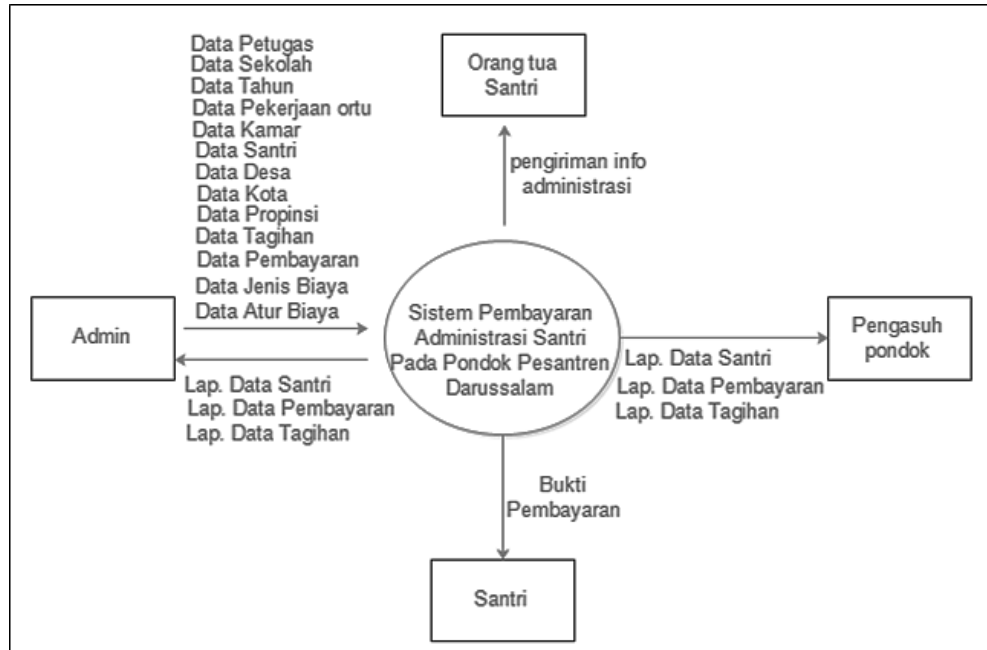 Data Petugas
Data Sekolah
Data Tahun
Data Pekerjaan ortu
Data Kamar
Data Santri
Data Desa
Data Kota
Data Propinsi
Data Tagihan
Data Pembayaran
Data Jenis Biaya
Data Atur Biaya
Orang tua
Santri
pengiriman info
administrasi
Admin
Sistem Pembayaran
Administrasi Santri
Pada Pondok Pesantren
Darussalam
Pengasuh
pondok
Lap. Data Santri
Lap. Data Pembayaran
Lap. Data Tagihan
Lap. Data Santri
Lap. Data Pembayaran
Lap. Data Tagihan
Bukti
Pembayaran
Santri